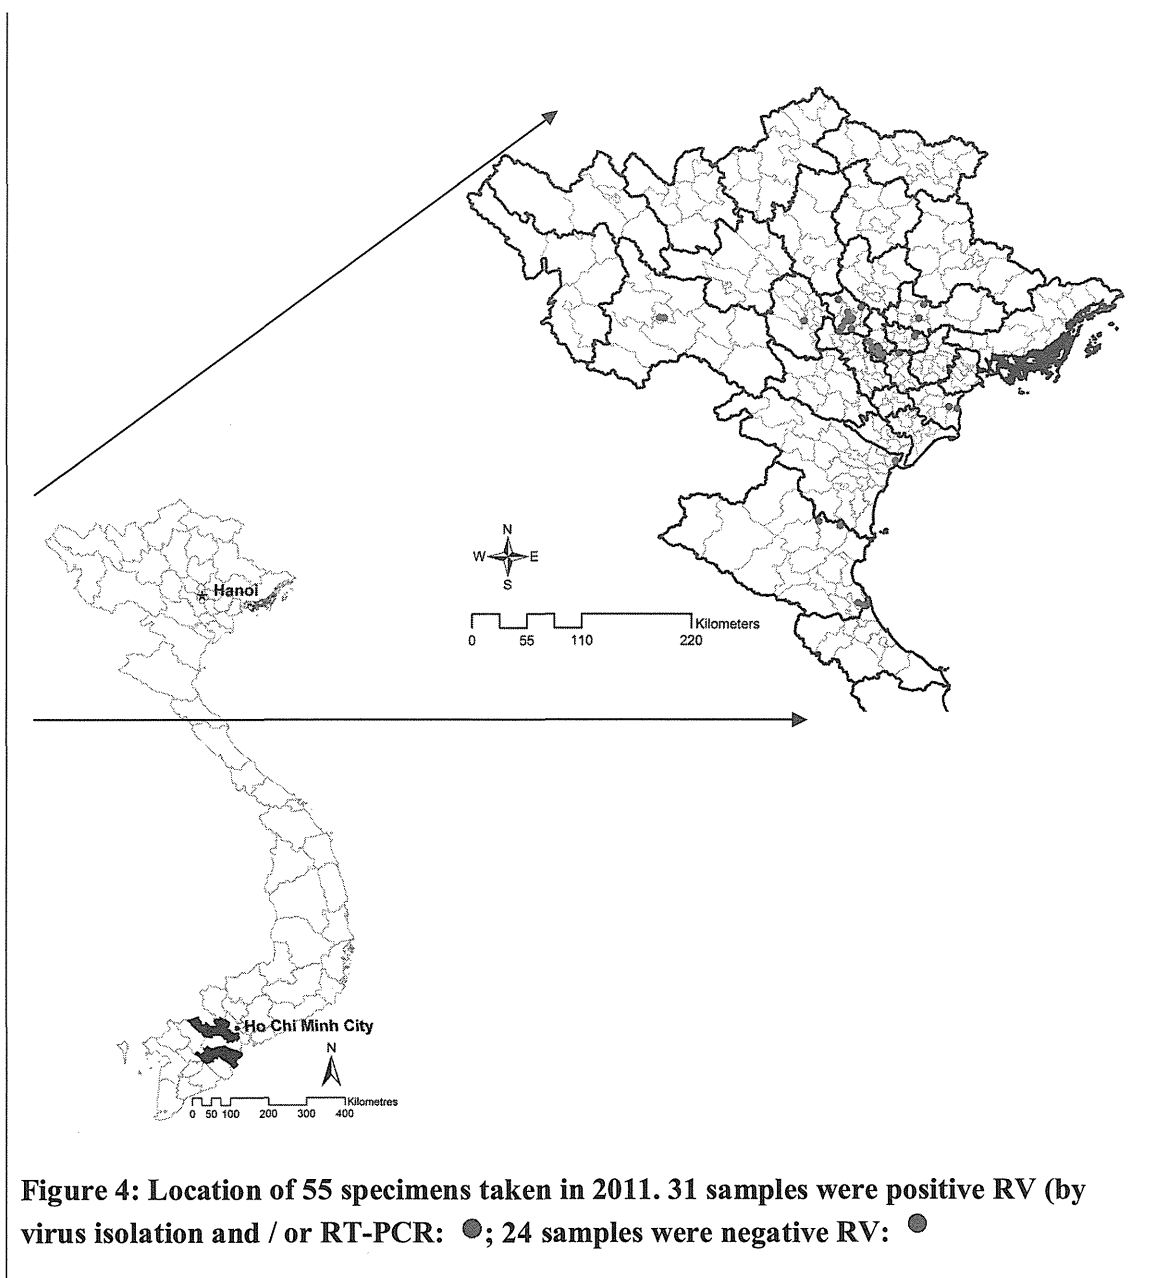 N
W E
S
Kilometers
0 55 110 220
Hanoi
Ho Chi Minh City
N
Kilometres
0 50 100 200 300 400
Figure 4: Location of 55 specimens taken in 2011. 31 samples were positive RV (by
virus isolation and / or RT-PCR: ●; 24 samples were negative RV: ●